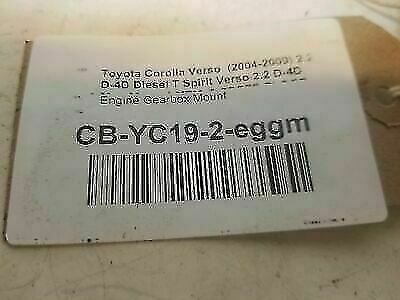 Toyota Corolla Verso (2004-2009) 2.2
D-4D Diesel T Spirit Verso 2.2 D-4D
Engine Gearbox Mount
CB-YC19-2-eggm